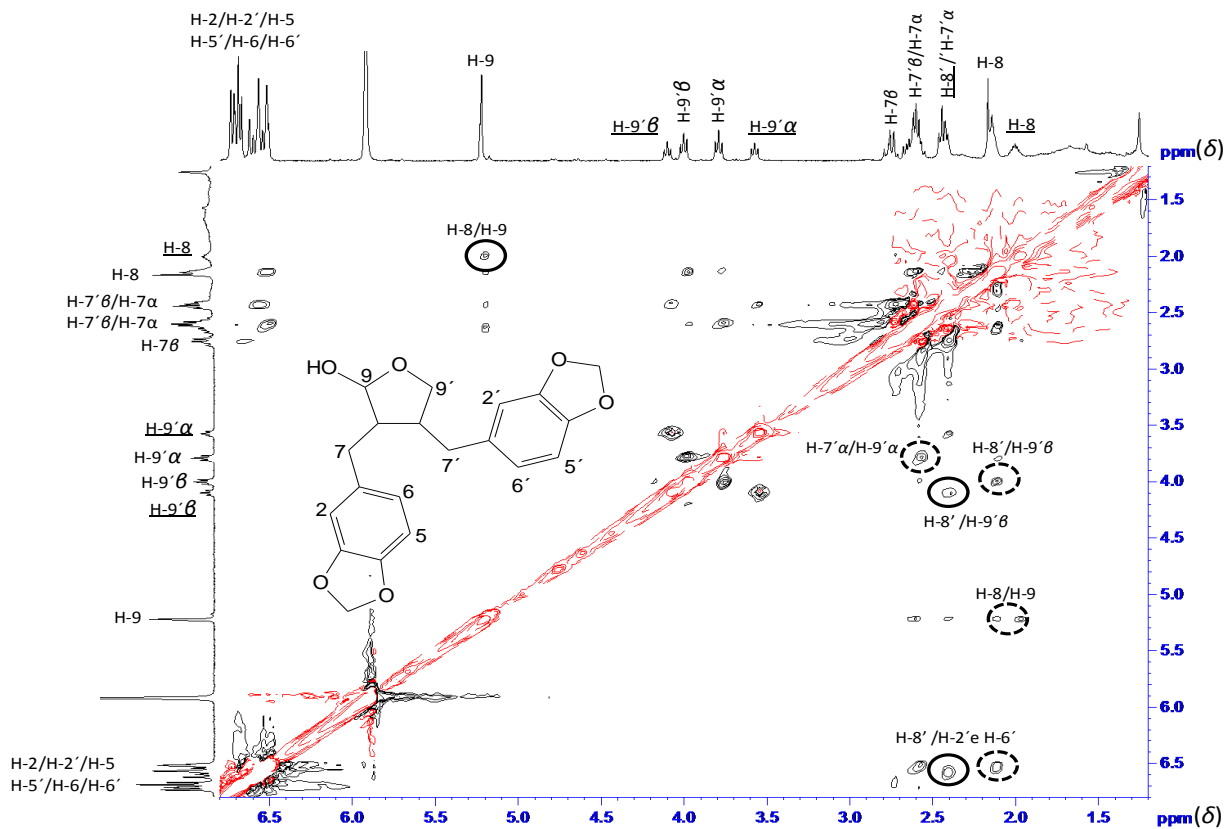 H-2/H-2´/H-5
H-5´/H-6/H-6´
H-9
H-9´β
H-9´β
H-9´α
H-9´α
H-7β
H-7´β/H-7α
H-8´/´H-7´α
H-8
H-8
ppm(δ)
H-8
H-8
H-7´β/H-7α
H-7´β/H-7α
H-7β
H-9´α
H-9´α
H-9´β
H-9´β
H-9
H-2/H-2´/H-5
H-5´/H-6/H-6´
H-8/H-9
HO
9
O
9´
7
7´
2´
O
O
5´
6´
6
2
5
O
O
H-7´α/H-9´α
H-8´/H-9´β
H-8’ /H-9´β
H-8/H-9
H-8’ /H-2´e H-6´
1.5
2.0
2.5
3.0
3.5
4.0
4.5
5.0
5.5
6.0
6.5
6.5 6.0 5.5 5.0 4.5 4.0 3.5 3.0 2.5 2.0 1.5 ppm(δ)